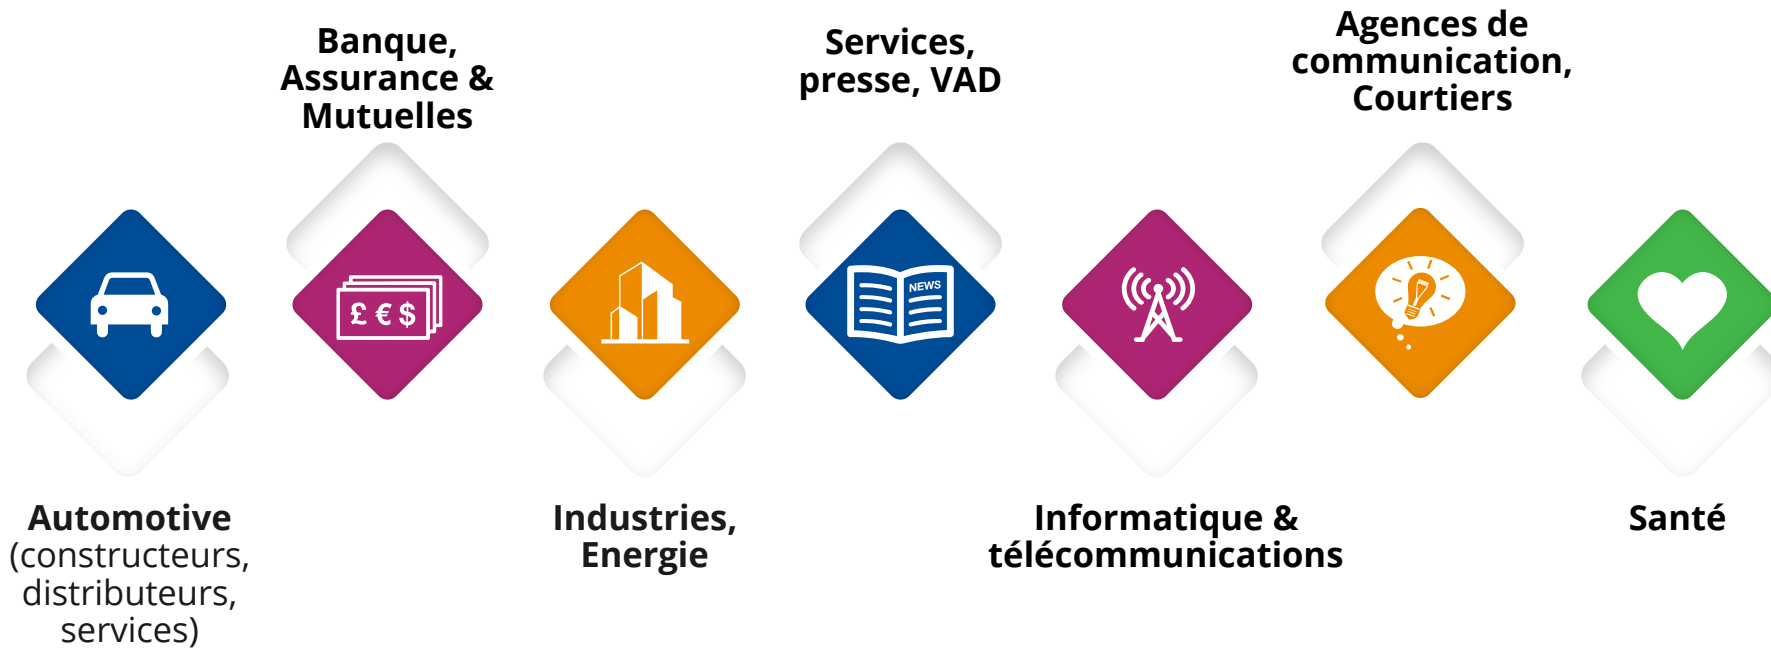 Banque,
Assurance &
Mutuelles
Services,
presse, VAD
Agences de
communication,
Courtiers
£ € $
NEWS
Automotive
(constructeurs,
distributeurs,
services)
Industries,
Energie
Informatique &
télécommunications
Santé